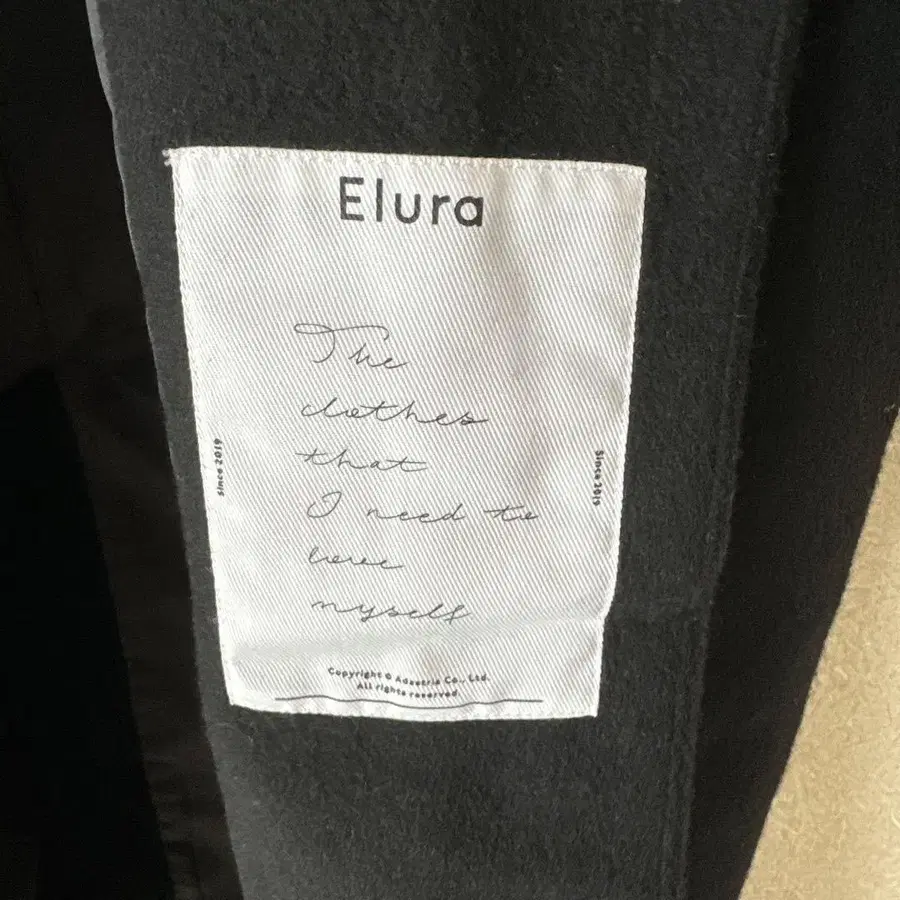 Elura
The
clothes
that
I need to
love
myself
Since 2019
Since 2019
Copyright © Adastria Co., Ltd.
All rights reserved.